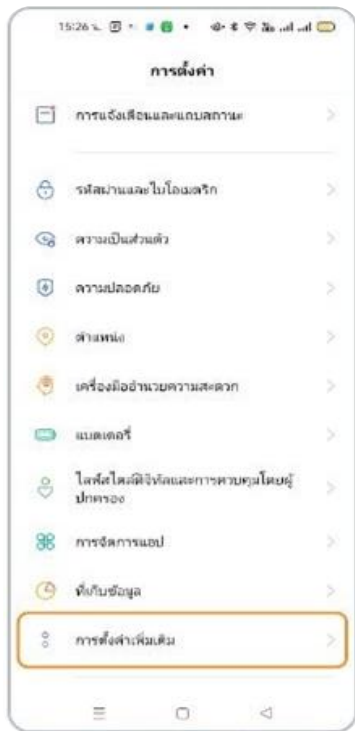 15:26
การตั้งค่า
การแจ้งเตือนและแถบสถานะ
รหัสผ่านและไบโอเมตริก
ความเป็นส่วนตัว
ความปลอดภัย
ตำแหน่ง
เครื่องมืออำนวยความสะดวก
แบตเตอรี่
ไลฟ์สไตล์ดิจิทัลและการควบคุมโดยผู้
ปกครอง
การจัดการแอป
ที่เก็บข้อมูล
การตั้งค่าเพิ่มเติม